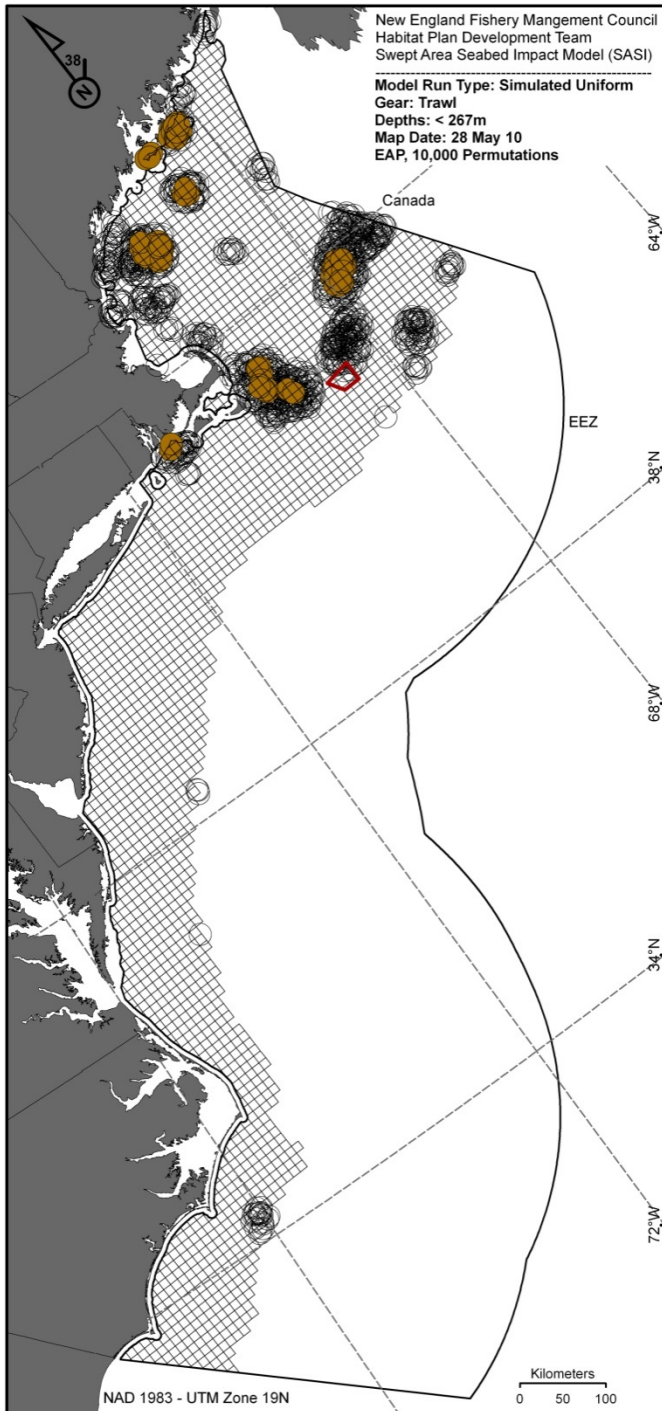 New England Fishery Mangement Council
Habitat Plan Development Team
Swept Area Seabed Impact Model (SASI)
--------------------------------------------------------
Model Run Type: Simulated Uniform
Gear: Trawl
Depths: < 267m
Map Date: 28 May 10
EAP, 10,000 Permutations
38
N
Canada
64°W
EEZ
38°N
68°W
34°N
72°W
Kilometers
0 50 100
NAD 1983 - UTM Zone 19N